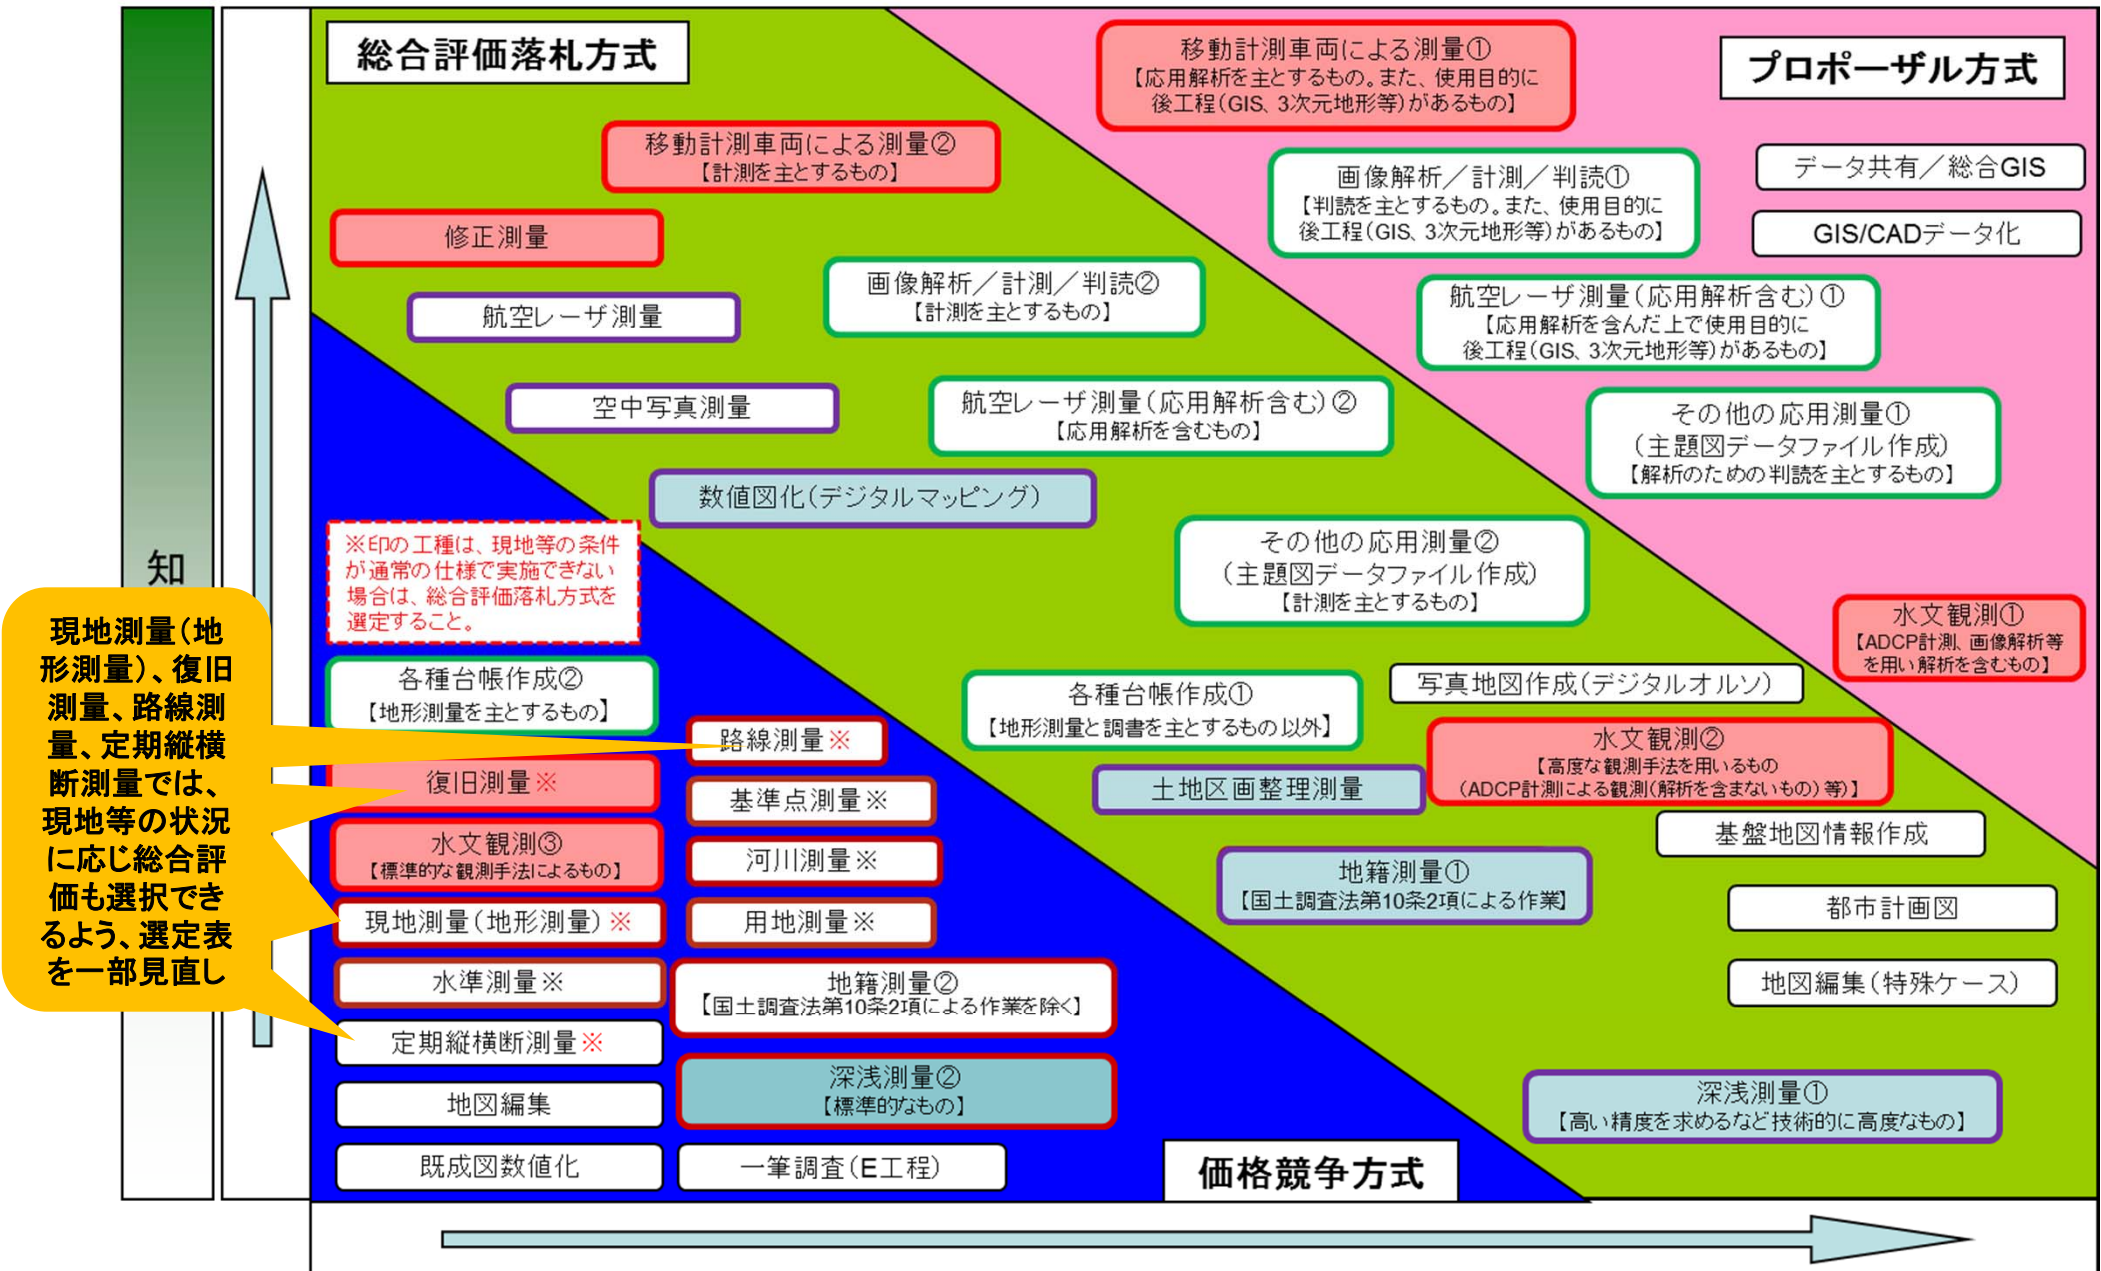 総合評価落札方式
プロポーザル方式
移動計測車両による測量①
【応用解析を主とするもの。また、使用目的に
後工程(GIS、3次元地形等)があるもの】
移動計測車両による測量②
【計測を主とするもの】
画像解析／計測／判読①
【判読を主とするもの。また、使用目的に
後工程(GIS、3次元地形等)があるもの】
データ共有／総合GIS
GIS/CADデータ化
修正測量
画像解析／計測／判読②
【計測を主とするもの】
航空レーザ測量(応用解析含む)①
【応用解析を含んだ上で使用目的に
後工程(GIS、3次元地形等)があるもの】
航空レーザ測量
空中写真測量
航空レーザ測量(応用解析含む)②
【応用解析を含むもの】
その他の応用測量①
(主題図データファイル作成)
【解析のための判読を主とするもの】
数値図化(デジタルマッピング)
その他の応用測量②
(主題図データファイル作成)
【計測を主とするもの】
※印の工種は、現地等の条件
が通常の仕様で実施できない
場合は、総合評価落札方式を
選定すること。
知
現地測量(地
形測量)、復旧
測量、路線測
量、定期縦横
断測量では、
現地等の状況
に応じ総合評
価も選択でき
るよう、選定表
を一部見直し
水文観測①
【ADCP計測、画像解析等
を用い解析を含むもの】
各種台帳作成②
【地形測量を主とするもの】
各種台帳作成①
【地形測量と調書を主とするもの以外】
写真地図作成(デジタルオルソ)
路線測量※
水文観測②
【高度な観測手法を用いるもの
(ADCP計測による観測(解析を含まないもの)等)】
復旧測量※
基準点測量※
土地区画整理測量
基盤地図情報作成
水文観測③
【標準的な観測手法によるもの】
河川測量※
地籍測量①
【国土調査法第10条2項による作業】
現地測量(地形測量)※
用地測量※
都市計画図
水準測量※
地籍測量②
【国土調査法第10条2項による作業を除く】
地図編集(特殊ケース)
定期縦横断測量※
深浅測量②
【標準的なもの】
深浅測量①
【高い精度を求めるなど技術的に高度なもの】
地図編集
既成図数値化
一筆調査(E工程)
価格競争方式